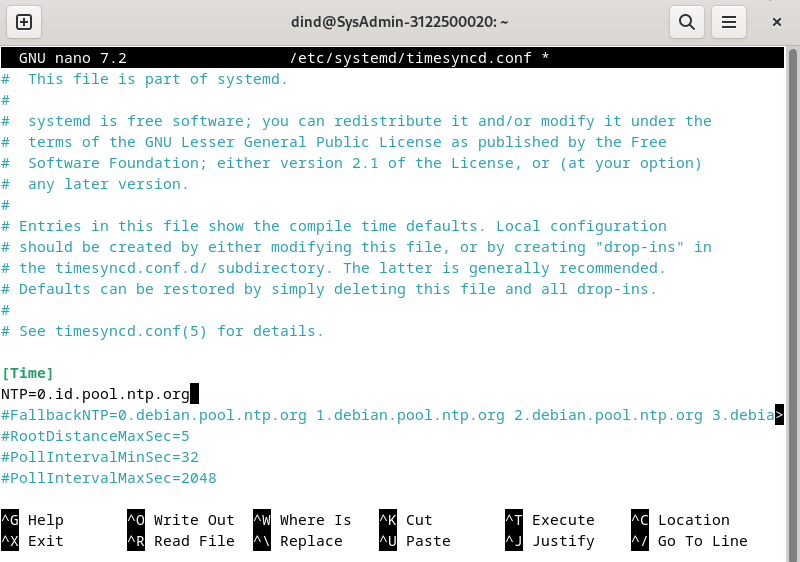 dind@SysAdmin-3122500020: ~
GNU nano 7.2 /etc/systemd/timesyncd.conf *
#  This file is part of systemd.
#
#  systemd is free software; you can redistribute it and/or modify it under the
#  terms of the GNU Lesser General Public License as published by the Free
#  Software Foundation; either version 2.1 of the License, or (at your option)
#  any later version.
#
# Entries in this file show the compile time defaults. Local configuration
# should be created by either modifying this file, or by creating "drop-ins" in
# the timesyncd.conf.d/ subdirectory. The latter is generally recommended.
# Defaults can be restored by simply deleting this file and all drop-ins.
#
# See timesyncd.conf(5) for details.
[Time]
NTP=0.id.pool.ntp.org
#FallbackNTP=0.debian.pool.ntp.org 1.debian.pool.ntp.org 2.debian.pool.ntp.org 3.debia>
#RootDistanceMaxSec=5
#PollIntervalMinSec=32
#PollIntervalMaxSec=2048
^G Help ^O Write Out ^W Where Is ^K Cut ^T Execute ^C Location
^X Exit ^R Read File ^\ Replace ^U Paste ^J Justify ^/ Go To Line